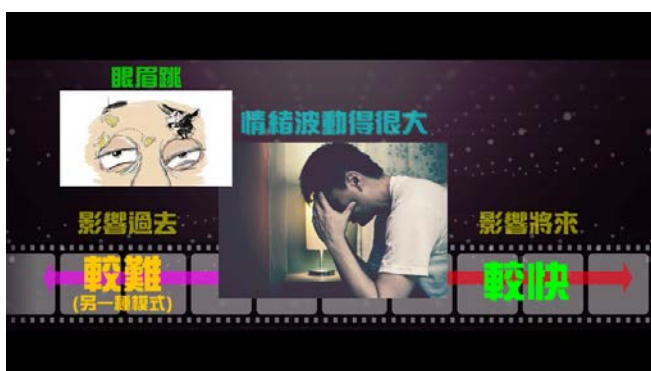 眼眉跳
情緒波動得很大
影響過去
影響將來
較難
(另一種模式)
較快